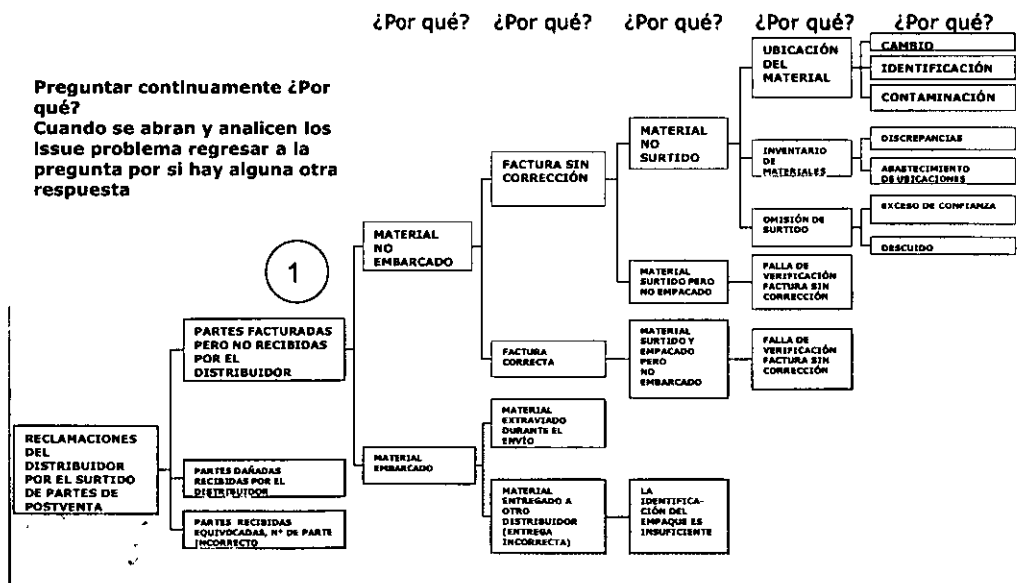 ¿Por qué? ¿Por qué? ¿Por qué? ¿Por qué? ¿Por qué?
Preguntar continuamente ¿Por
qué?
Cuando se abran y analicen los
Issue problema regresar a la
pregunta por si hay alguna otra
respuesta
1
RECLAMACIONES
DEL
DISTRIBUIDOR
POR EL SURTIDO
DE PARTES DE
POSTVENTA
PARTES FACTURADAS
PERO NO RECIBIDAS
POR EL
DISTRIBUIDOR
PARTES DAÑADAS
RECIBIDAS POR EL
DISTRIBUIDOR
PARTES RECIBIDAS
EQUIVOCADAS, N° DE PARTE
INCORRECTO
MATERIAL
NO
EMBARCADO
MATERIAL
EMBARCADO
FACTURA SIN
CORRECCIÓN
FACTURA
CORRECTA
MATERIAL
EXTRAVIADO
DURANTE EL
ENVÍO
MATERIAL
ENTREGADO A
OTRO
DISTRIBUIDOR
(ENTREGA
INCORRECTA)
MATERIAL
NO
SURTIDO
MATERIAL
SURTIDO PERO
NO EMPACADO
MATERIAL
SURTIDO Y
EMPACADO
PERO
NO
EMBARCADO
LA
IDENTIFICA-
CIÓN DEL
EMPAQUE ES
INSUFICIENTE
UBICACIÓN
DEL
MATERIAL
INVENTARIO
DE
MATERIALES
OMISIÓN DE
SURTIDO
FALLA DE
VERIFICACIÓN
FACTURA SIN
CORRECCIÓN
FALLA DE
VERIFICACIÓN
FACTURA SIN
CORRECCIÓN
CAMBIO
IDENTIFICACIÓN
CONTAMINACIÓN
DISCREPANCIAS
ABASTECIMIENTO
DE UBICACIONES
EXCESO DE CONFIANZA
DESCUIDO